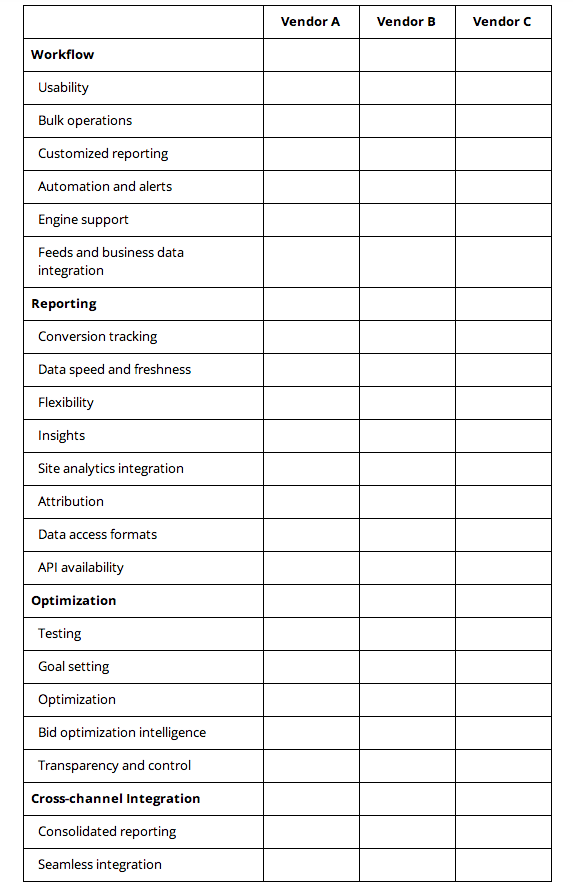 Vendor A Vendor B Vendor C
Workflow
Usability
Bulk operations
Customized reporting
Automation and alerts
Engine support
Feeds and business data
integration
Reporting
Conversion tracking
Data speed and freshness
Flexibility
Insights
Site analytics integration
Attribution
Data access formats
API availability
Optimization
Testing
Goal setting
Optimization
Bid optimization intelligence
Transparency and control
Cross-channel Integration
Consolidated reporting
Seamless integration